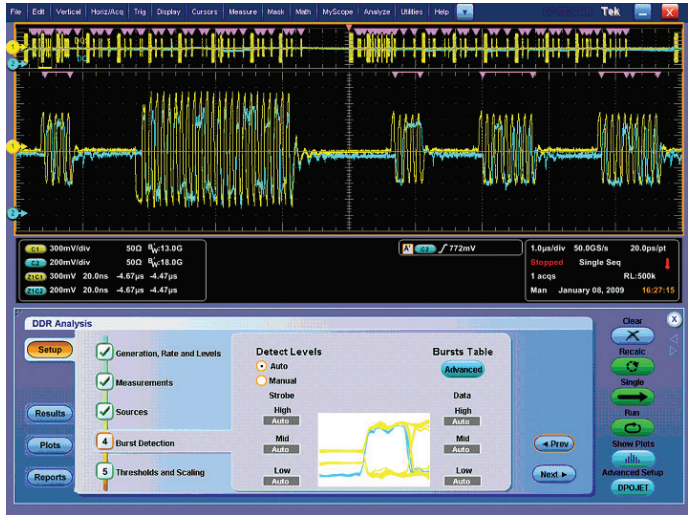 File Edit Vertical Horiz/Acq Trig Display Cursors Measure Mask Math MyScope Analyze Utilities Help Tek
1
2
1
2
C1 300mV/div 50Ω BW:13.0G
C2 200mV/div 50Ω BW:18.0G
Z1C1 300mV 20.0ns -4.67µs -4.47µs
Z1C2 200mV 20.0ns -4.67µs -4.47µs
A' C2 772mV
1.0µs/div 50.0GS/s 20.0ps/pt
Stopped Single Seq
1 acqs RL:500k
Man January 08, 2009 16:27:15
DDR Analysis
Setup
Results
Plots
Reports
Generation, Rate and Levels
Measurements
Sources
4 Burst Detection
5 Thresholds and Scaling
Detect Levels
Auto
Manual
Strobe
High
Auto
Mid
Auto
Low
Auto
Bursts Table
Advanced
Data
High
Auto
Mid
Auto
Low
Auto
Prev
Next
Clear
X
Recalc
Single
Run
Show Plots
Advanced Setup
DPOJET